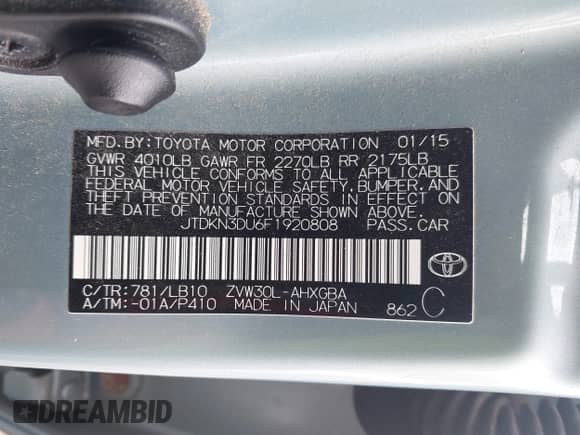 MFD.BY:TOYOTA MOTOR CORPORATION 01/15
GVWR 4010LB GAWR FR 2270LB RR 2175LB
THIS VEHICLE CONFORMS TO ALL APPLICABLE
FEDERAL MOTOR VEHICLE SAFETY, BUMPER, AND
THEFT PREVENTION STANDARDS IN EFFECT ON
THE DATE OF MANUFACTURE SHOWN ABOVE.
JTDKN3DU6F1920808 PASS.CAR
C/TR:781/LB10 ZVW30L-AHXGBA
A/TM:-01A/P410 MADE IN JAPAN 862 C
DREAMBID